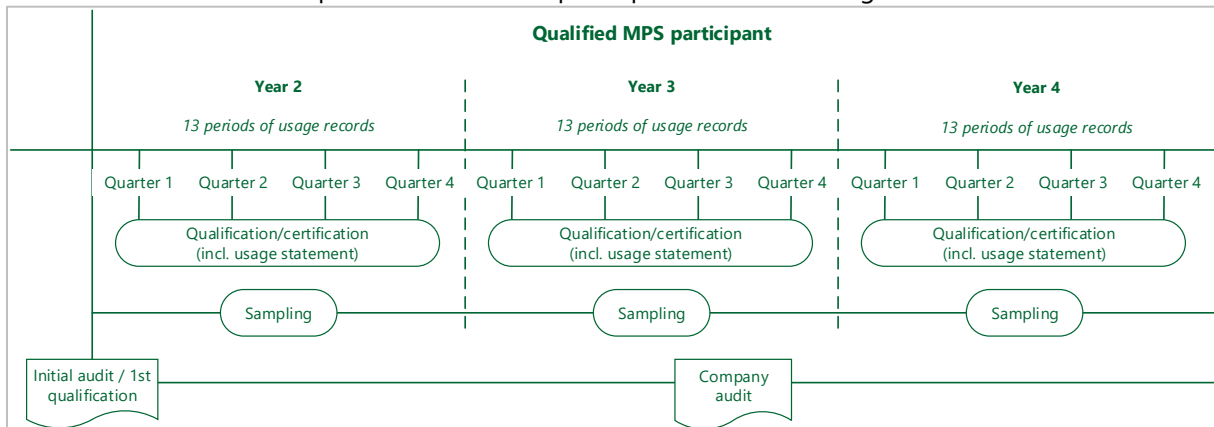 Qualified MPS participant
Year 2
Year 3
Year 4
13 periods of usage records
13 periods of usage records
13 periods of usage records
Quarter 1
Quarter 2
Quarter 3
Quarter 4
Quarter 1
Quarter 2
Quarter 3
Quarter 4
Quarter 1
Quarter 2
Quarter 3
Quarter 4
Qualification/certification
(incl. usage statement)
Qualification/certification
(incl. usage statement)
Qualification/certification
(incl. usage statement)
Sampling
Sampling
Sampling
Initial audit / 1st
qualification
Company
audit